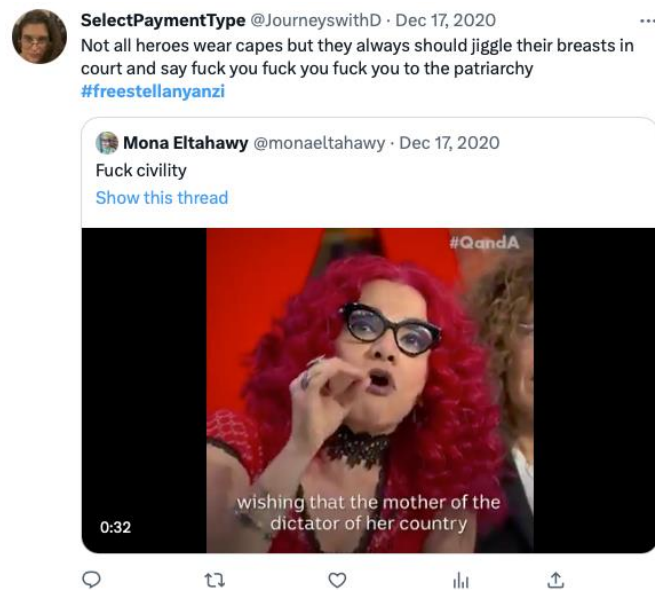 SelectPaymentType @JourneyswithD · Dec 17, 2020
Not all heroes wear capes but they always should jiggle their breasts in
court and say fuck you fuck you fuck you to the patriarchy
#freestellanyanzi
Mona Eltahawy @monaeltahawy · Dec 17, 2020
Fuck civility
Show this thread
#QandA
wishing that the mother of the
dictator of her country
0:32